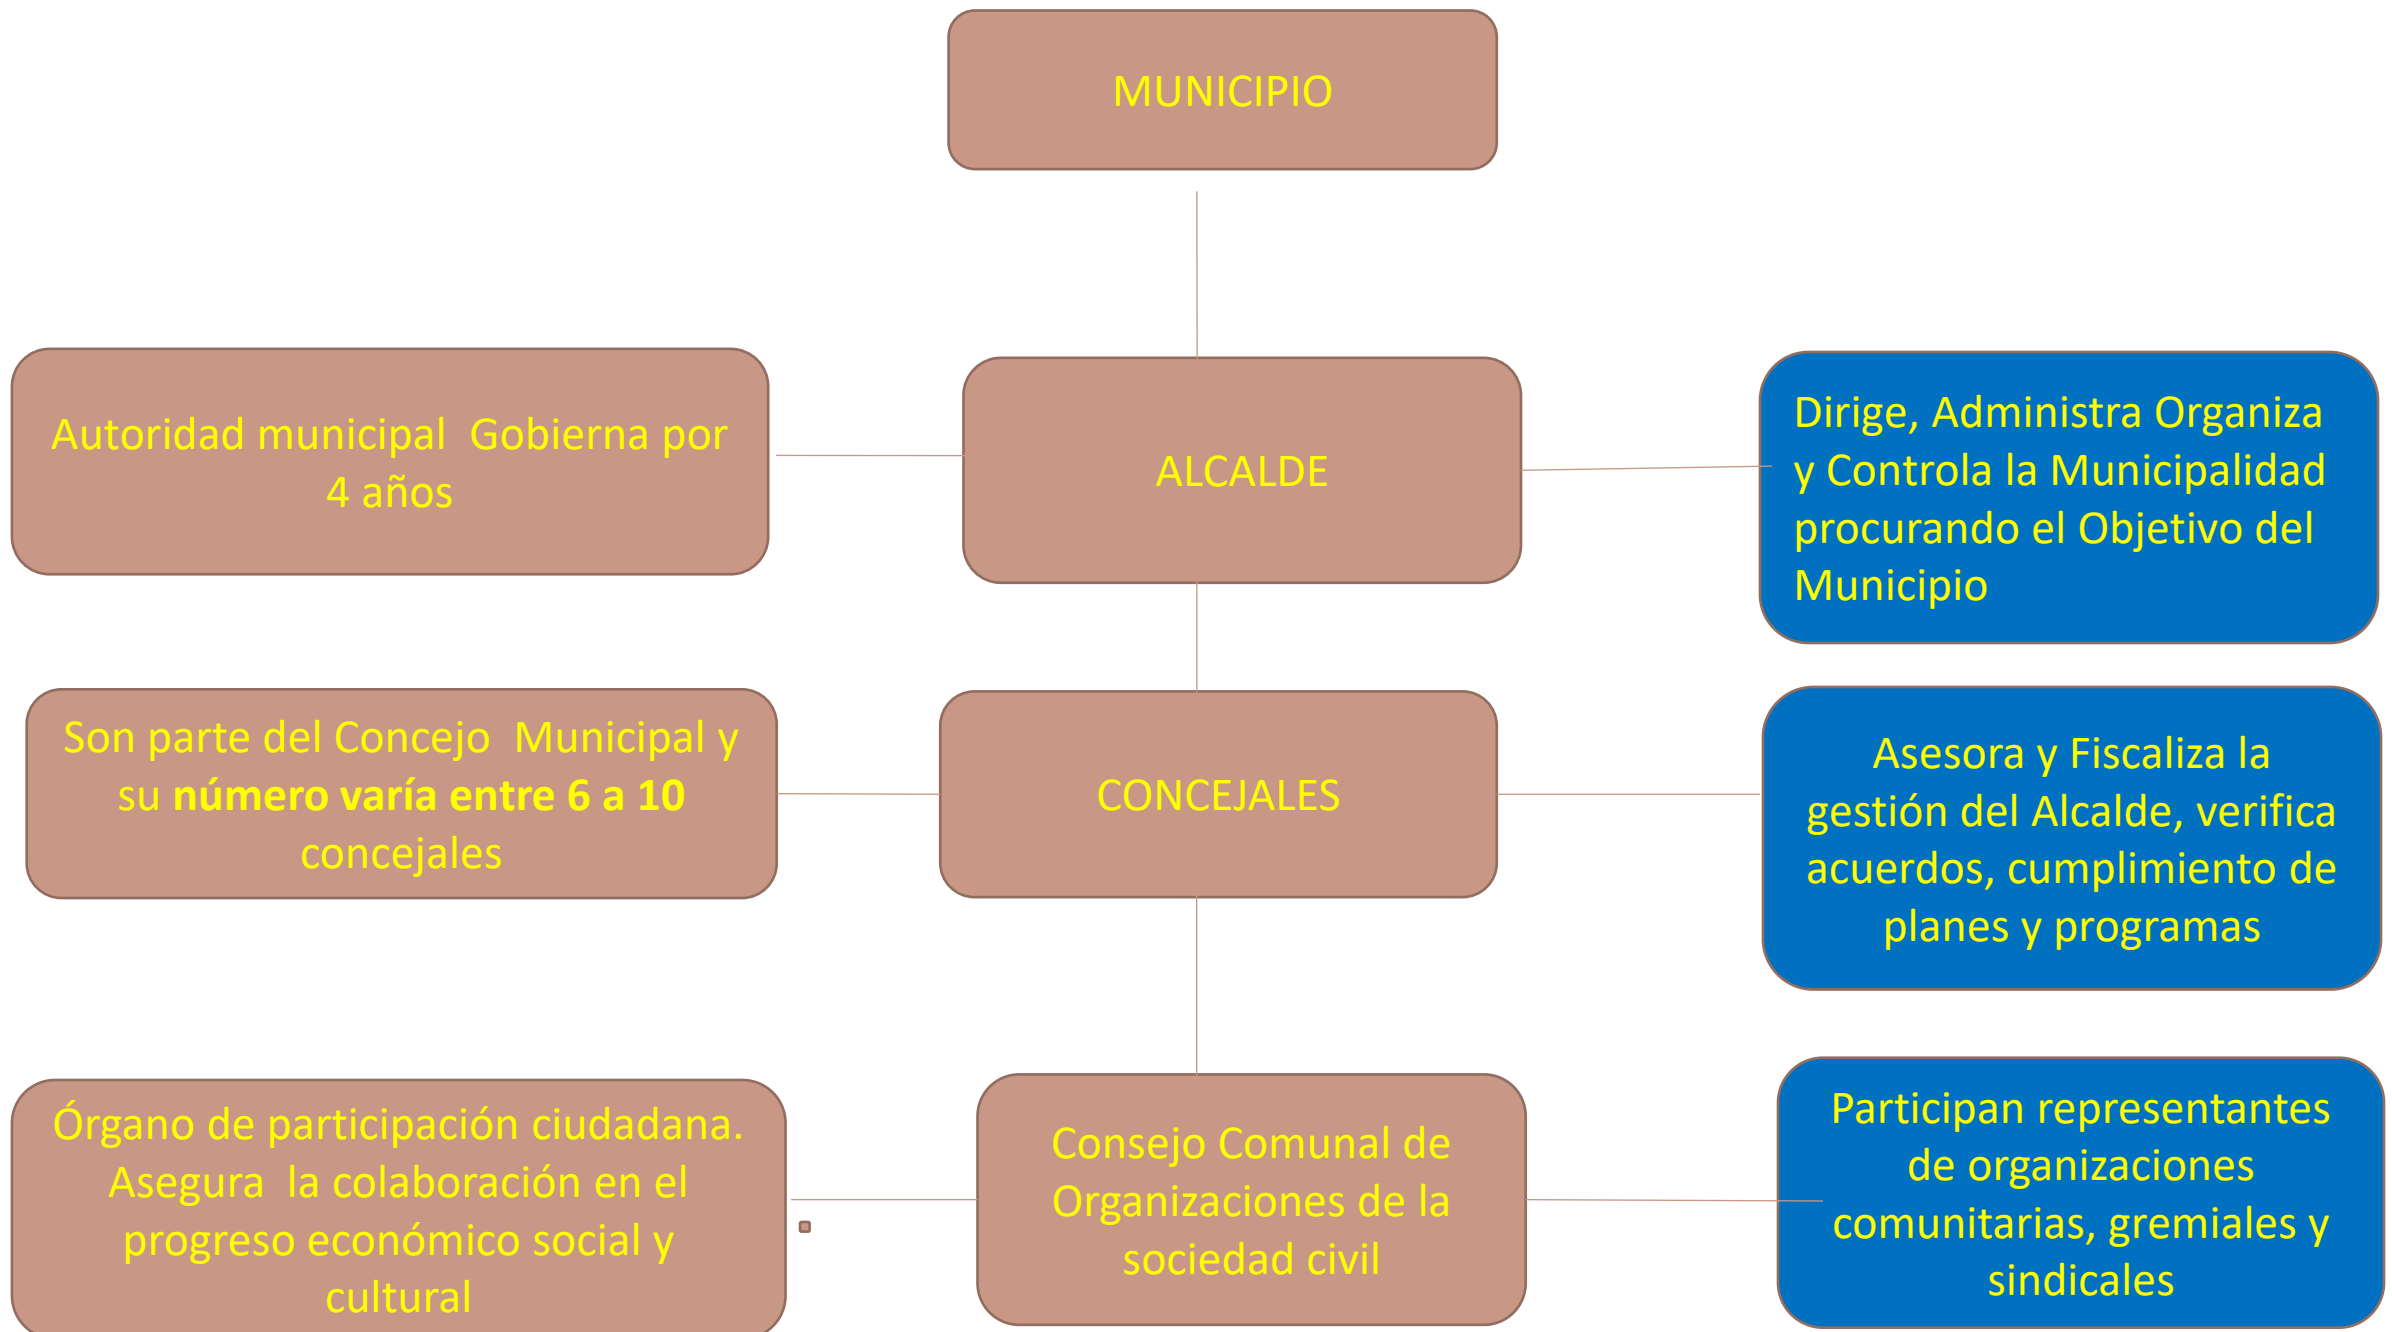 MUNICIPIO
Autoridad municipal  Gobierna por
4 años
ALCALDE
Dirige, Administra Organiza
y Controla la Municipalidad
procurando el Objetivo del
Municipio
Son parte del Concejo  Municipal y
su número varía entre 6 a 10
concejales
CONCEJALES
Asesora y Fiscaliza la
gestión del Alcalde, verifica
acuerdos, cumplimiento de
planes y programas
Órgano de participación ciudadana.
Asegura  la colaboración en el
progreso económico social y
cultural
Consejo Comunal de
Organizaciones de la
sociedad civil
Participan representantes
de organizaciones
comunitarias, gremiales y
sindicales